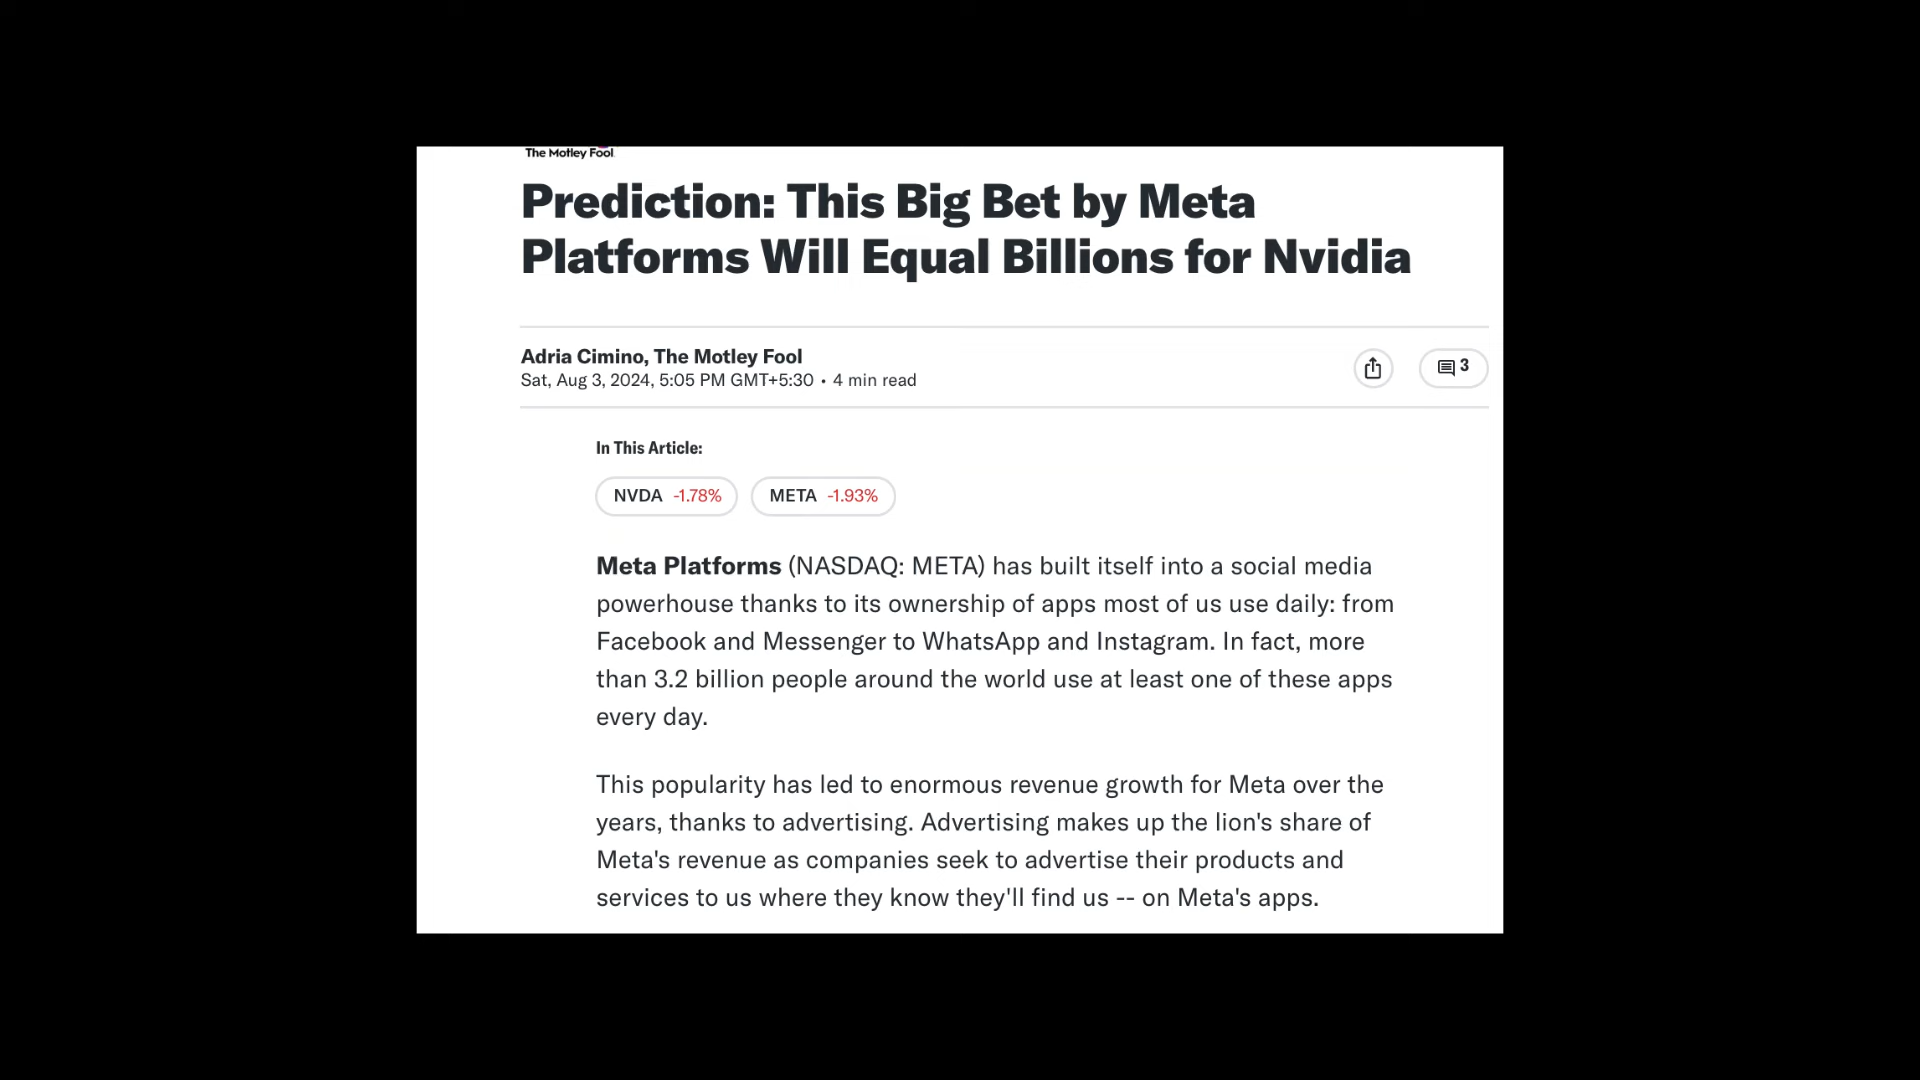 The Motley Fool
Prediction: This Big Bet by Meta
Platforms Will Equal Billions for Nvidia
Adria Cimino, The Motley Fool
Sat, Aug 3, 2024, 5:05 PM GMT+5:30 • 4 min read
3
In This Article:
NVDA -1.78% META -1.93%
Meta Platforms (NASDAQ: META) has built itself into a social media
powerhouse thanks to its ownership of apps most of us use daily: from
Facebook and Messenger to WhatsApp and Instagram. In fact, more
than 3.2 billion people around the world use at least one of these apps
every day.
This popularity has led to enormous revenue growth for Meta over the
years, thanks to advertising. Advertising makes up the lion's share of
Meta's revenue as companies seek to advertise their products and
services to us where they know they'll find us -- on Meta's apps.